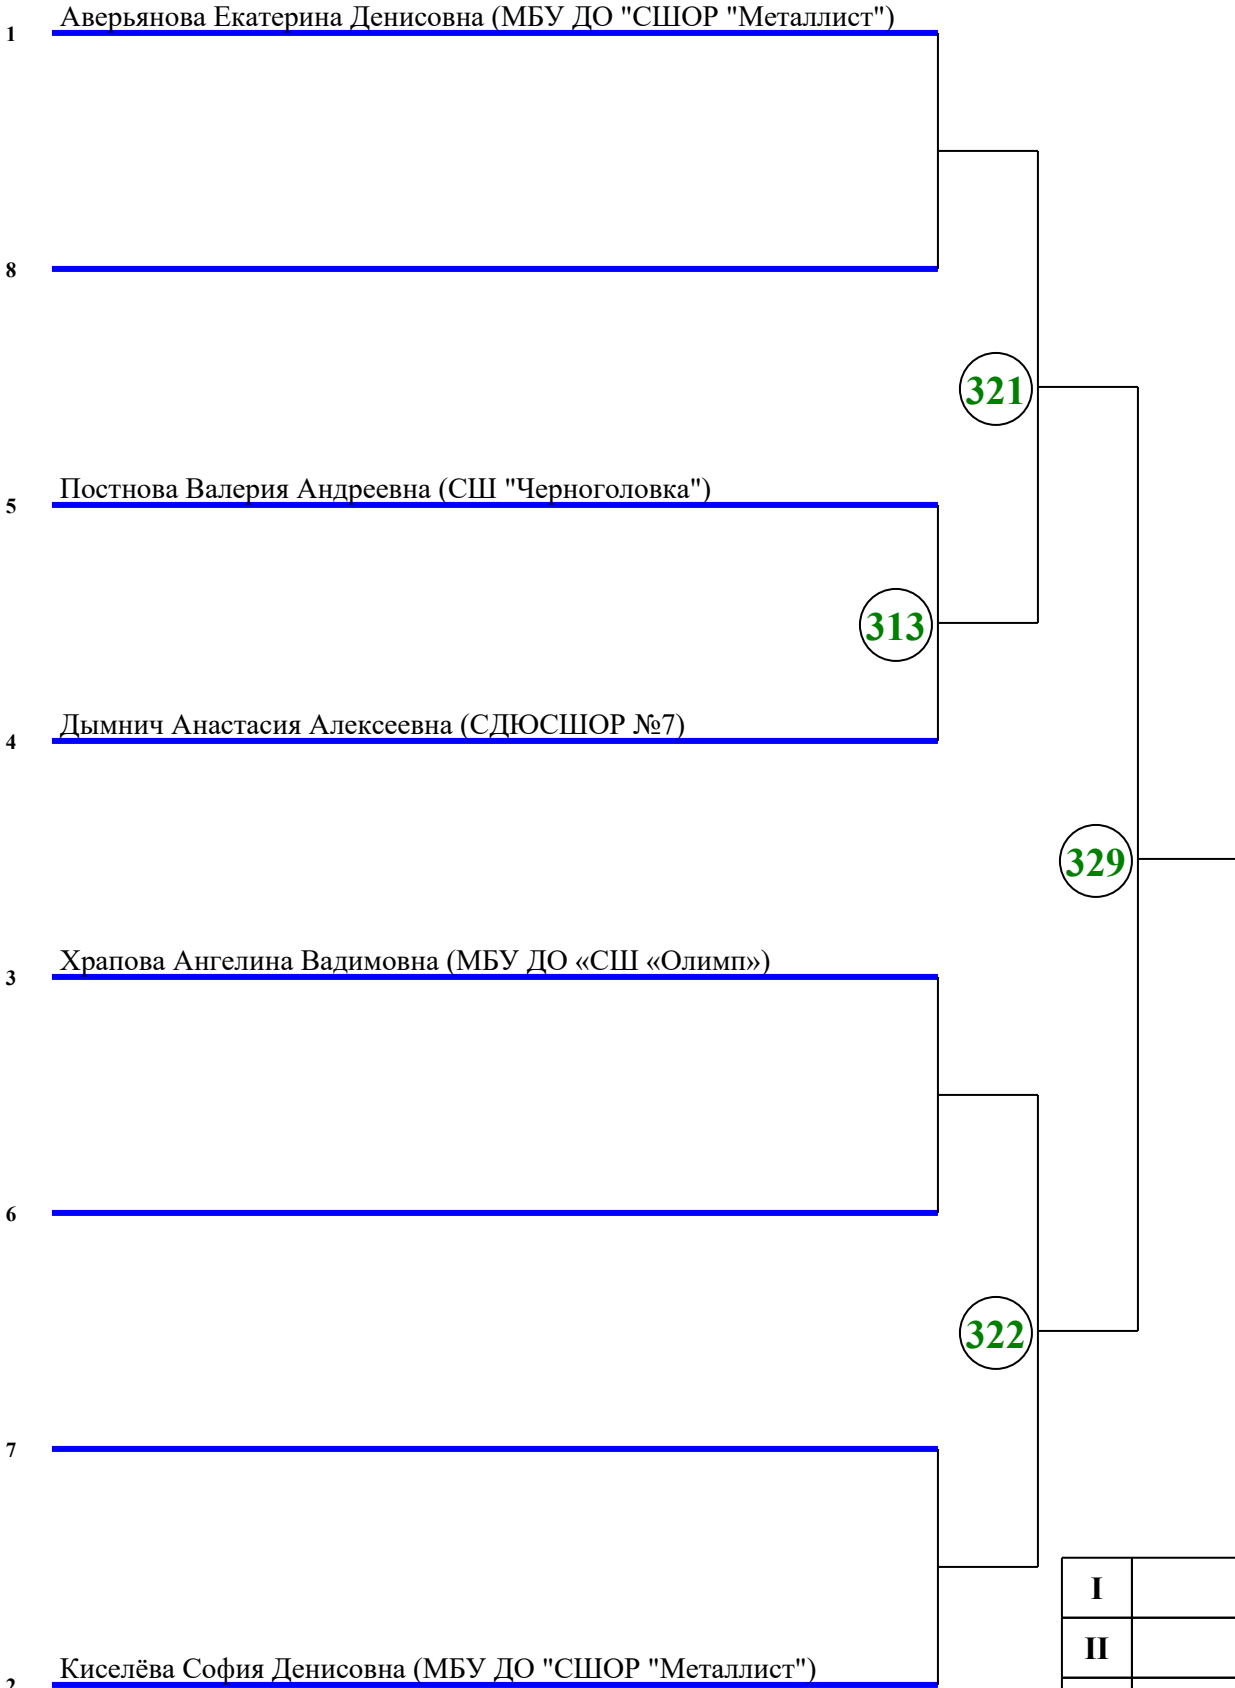 Аверьянова Екатерина Денисовна (МБУ ДО "СШОР "Металлист")
1
8
321
Постнова Валерия Андреевна (СШ "Черноголовка")
5
313
Дымнич Анастасия Алексеевна (СДЮСШОР №7)
4
329
Храпова Ангелина Вадимовна (МБУ ДО «СШ «Олимп»)
3
6
322
7
I
II
Киселёва София Денисовна (МБУ ДО "СШОР "Металлист")
2